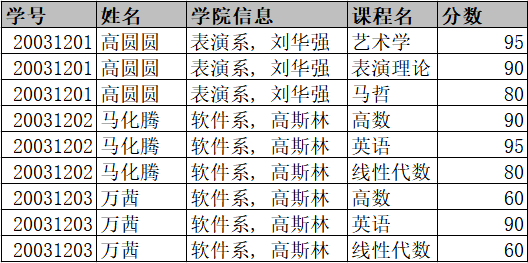 学号 姓名 学院信息 课程名 分数
20031201 高圆圆 表演系，刘华强 艺术学 95
20031201 高圆圆 表演系，刘华强 表演理论 90
20031201 高圆圆 表演系，刘华强 马哲 80
20031202 马化腾 软件系，高斯林 高数 90
20031202 马化腾 软件系，高斯林 英语 95
20031202 马化腾 软件系，高斯林 线性代数 80
20031203 万茜 软件系，高斯林 高数 60
20031203 万茜 软件系，高斯林 英语 90
20031203 万茜 软件系，高斯林 线性代数 60